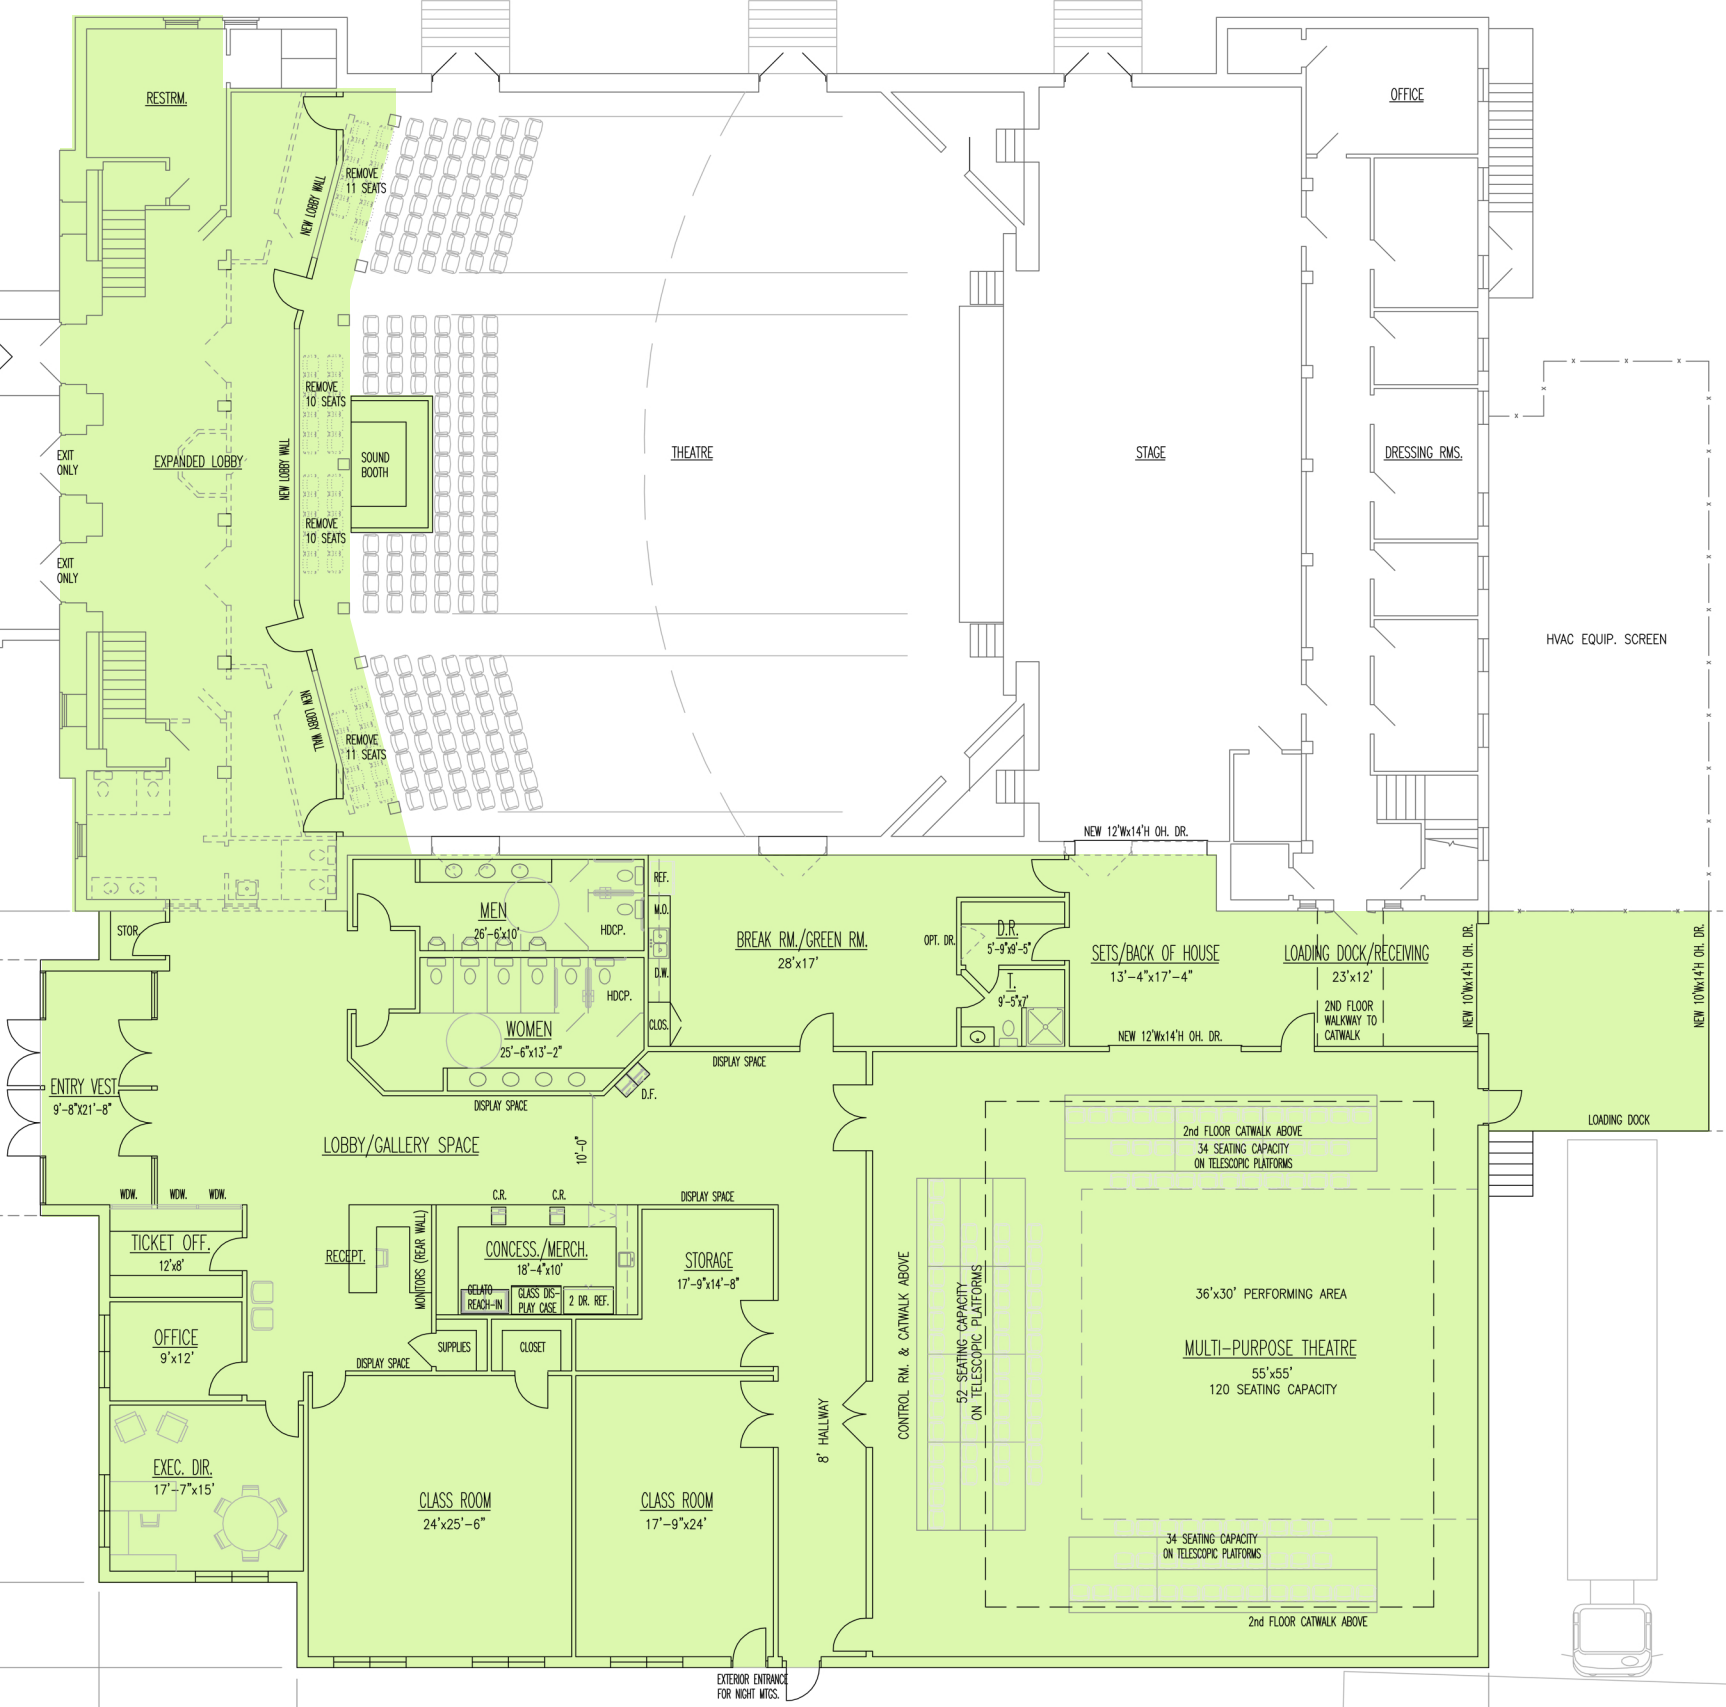 RESTRM.
OFFICE
REMOVE
11 SEATS
NEW LOBBY WALL
REMOVE
10 SEATS
EXPANDED LOBBY
NEW LOBBY WALL
SOUND
BOOTH
THEATRE
STAGE
DRESSING RMS.
EXIT
ONLY
REMOVE
10 SEATS
EXIT
ONLY
HVAC EQUIP. SCREEN
NEW LOBBY WALL
REMOVE
11 SEATS
NEW 12'Wx14'H OH. DR.
REF.
MEN
26'-6"x10'
HDCP.
M.O.
STOR.
BREAK RM./GREEN RM.
28'x17'
OPT. DR.
D.R.
5'-9"x9'-5"
SETS/BACK OF HOUSE
13'-4"x17'-4"
LOADING DOCK/RECEIVING
23'x12'
NEW 10'Wx14'H OH. DR.
NEW 10'Wx14'H OH. DR.
D.W.
HDCP.
T.
9'-5"x7'
2ND FLOOR
WALKWAY TO
CATWALK
CLOS.
WOMEN
25'-6"x13'-2"
NEW 12'Wx14'H OH. DR.
DISPLAY SPACE
ENTRY VEST.
9'-8"X21'-8"
D.F.
DISPLAY SPACE
LOADING DOCK
2nd FLOOR CATWALK ABOVE
34 SEATING CAPACITY
ON TELESCOPIC PLATFORMS
LOBBY/GALLERY SPACE
10'-0"
WDW.
WDW.
WDW.
C.R.
C.R.
DISPLAY SPACE
TICKET OFF.
12'x8'
RECEPT.
MONITORS (REAR WALL)
CONCESS./MERCH.
18'-4"x10'
STORAGE
17'-9"x14'-8"
GELATO
REACH-IN
GLASS DIS-
PLAY CASE
2 DR. REF.
CONTROL RM. & CATWALK ABOVE
52 SEATING CAPACITY
ON TELESCOPIC PLATFORMS
36'x30' PERFORMING AREA
OFFICE
9'x12'
SUPPLIES
CLOSET
DISPLAY SPACE
MULTI-PURPOSE THEATRE
55'x55'
120 SEATING CAPACITY
8' HALLWAY
EXEC. DIR.
17'-7"x15'
CLASS ROOM
24'x25'-6"
CLASS ROOM
17'-9"x24'
34 SEATING CAPACITY
ON TELESCOPIC PLATFORMS
2nd FLOOR CATWALK ABOVE
EXTERIOR ENTRANCE
FOR NIGHT MTGS.